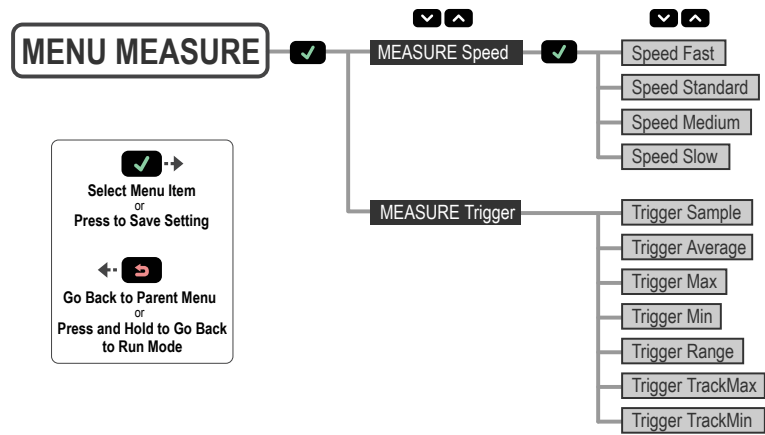 MENU MEASURE
MEASURE Speed
Speed Fast
Speed Standard
Speed Medium
Speed Slow
MEASURE Trigger
Trigger Sample
Trigger Average
Trigger Max
Trigger Min
Trigger Range
Trigger TrackMax
Trigger TrackMin
Select Menu Item
or
Press to Save Setting
Go Back to Parent Menu
or
Press and Hold to Go Back
to Run Mode